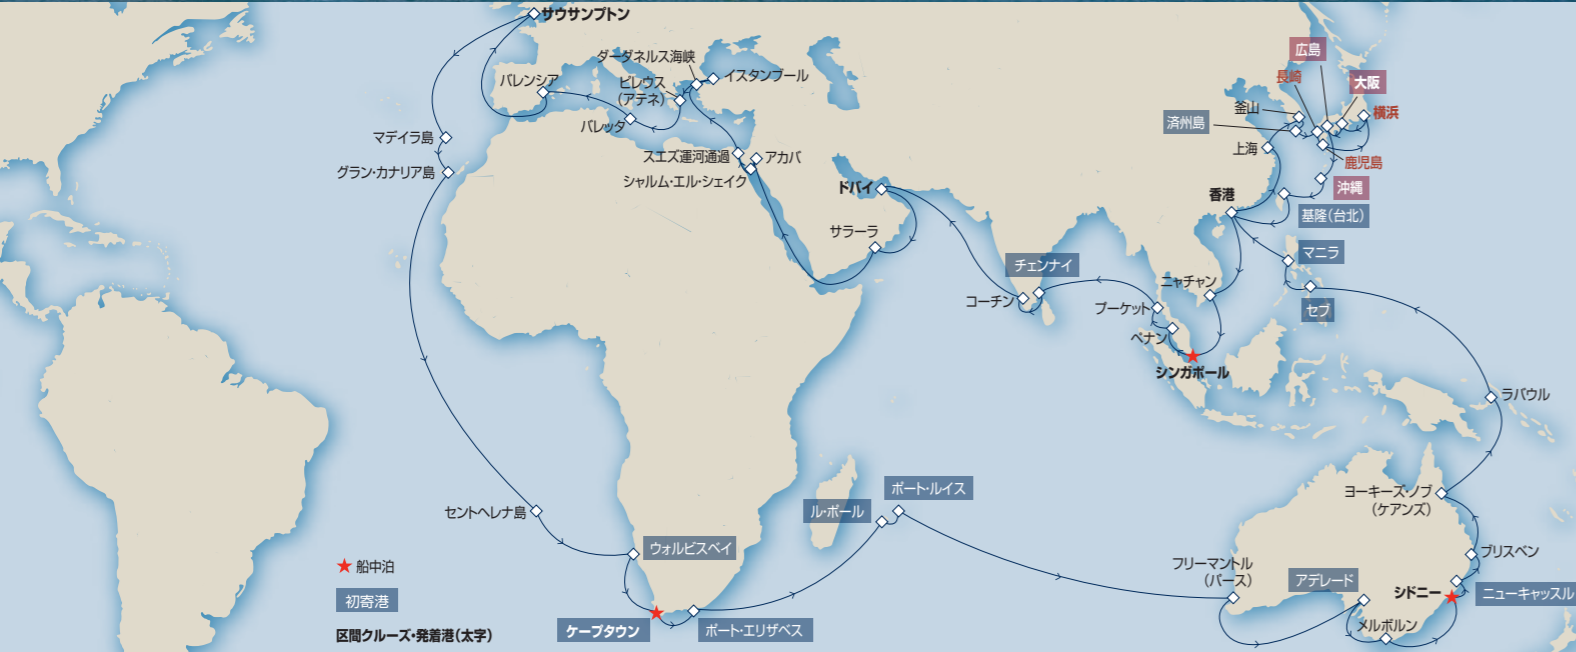 サウサンプトン
マデイラ島
グラン・カナリア島
セントヘレナ島
ウォルビスベイ
ケープタウン
ポート・エリザベス
ル・ポール
ポート・ルイス
フリーマントル
(パース)
アデレード
メルボルン
シドニー
ニューキャッスル
ブリスベン
ヨーキーズ・ノブ
(ケアンズ)
ラバウル
セブ
マニラ
香港
ニャチャン
シンガポール
ペナン
プーケット
チェンナイ
コーチン
ドバイ
サラーラ
アカバ
シャルム・エル・シェイク
スエズ運河通過
イスタンブール
ダーダネルス海峡
ピレウス
(アテネ)
バレッタ
バレンシア
上海
釜山
済州島
長崎
広島
大阪
横浜
鹿児島
沖縄
基隆(台北)
★ 船中泊
初寄港
区間クルーズ・発着港(太字)